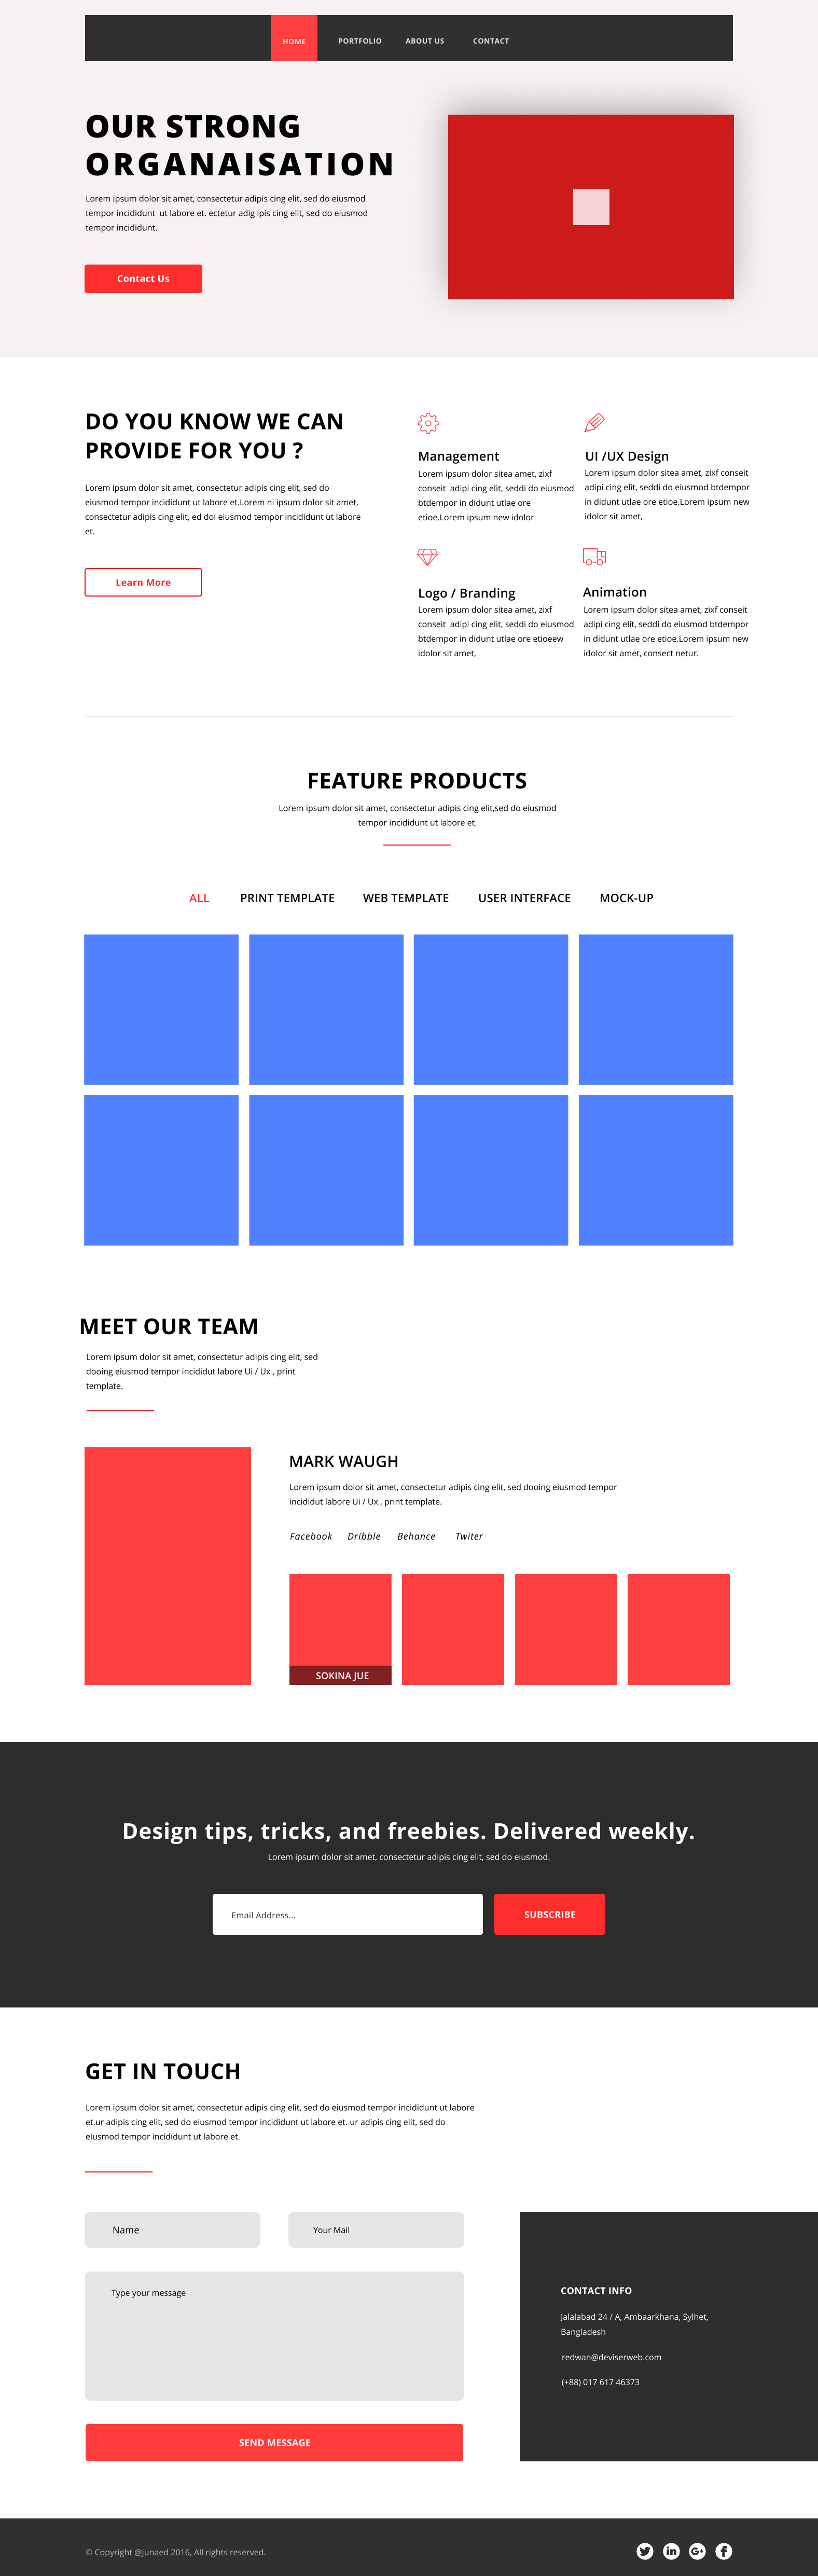 HOME PORTFOLIO ABOUT US CONTACT
OUR STRONG
ORGANAISATION
Lorem ipsum dolor sit amet, consectetur adipis cing elit, sed do eiusmod
tempor incididunt ut labore et. ectetur adig ipis cing elit, sed do eiusmod
tempor incididunt.
Contact Us
DO YOU KNOW WE CAN
PROVIDE FOR YOU ?
Lorem ipsum dolor sit amet, consectetur adipis cing elit, sed do
eiusmod tempor incididunt ut labore et.Lorem ni ipsum dolor sit amet,
consectetur adipis cing elit, ed doi eiusmod tempor incididunt ut labore
et.
Learn More
Management
Lorem ipsum dolor sitea amet, zixf
conseit adipi cing elit, seddi do eiusmod
btdempor in didunt utlae ore
etioe.Lorem ipsum new idolor
UI /UX Design
Lorem ipsum dolor sitea amet, zixf conseit
adipi cing elit, seddi do eiusmod btdempor
in didunt utlae ore etioe.Lorem ipsum new
idolor sit amet,
Logo / Branding
Lorem ipsum dolor sitea amet, zixf
conseit adipi cing elit, seddi do eiusmod
btdempor in didunt utlae ore etioeew
idolor sit amet,
Animation
Lorem ipsum dolor sitea amet, zixf conseit
adipi cing elit, seddi do eiusmod btdempor
in didunt utlae ore etioe.Lorem ipsum new
idolor sit amet, consect netur.
FEATURE PRODUCTS
Lorem ipsum dolor sit amet, consectetur adipis cing elit,sed do eiusmod
tempor incididunt ut labore et.
ALL PRINT TEMPLATE WEB TEMPLATE USER INTERFACE MOCK-UP
MEET OUR TEAM
Lorem ipsum dolor sit amet, consectetur adipis cing elit, sed
dooing eiusmod tempor incididut labore Ui / Ux , print
template.
MARK WAUGH
Lorem ipsum dolor sit amet, consectetur adipis cing elit, sed dooing eiusmod tempor
incididut labore Ui / Ux , print template.
Facebook Dribble Behance Twiter
SOKINA JUE
Design tips, tricks, and freebies. Delivered weekly.
Lorem ipsum dolor sit amet, consectetur adipis cing elit, sed do eiusmod.
Email Address... SUBSCRIBE
GET IN TOUCH
Lorem ipsum dolor sit amet, consectetur adipis cing elit, sed do eiusmod tempor incididunt ut labore
et.ur adipis cing elit, sed do eiusmod tempor incididunt ut labore et. ur adipis cing elit, sed do
eiusmod tempor incididunt ut labore et.
Name Your Mail
Type your message
SEND MESSAGE
CONTACT INFO
Jalalabad 24 / A, Ambaarkhana, Sylhet,
Bangladesh
redwan@deviserweb.com
(+88) 017 617 46373
© Copyright @Junaed 2016, All rights reserved.